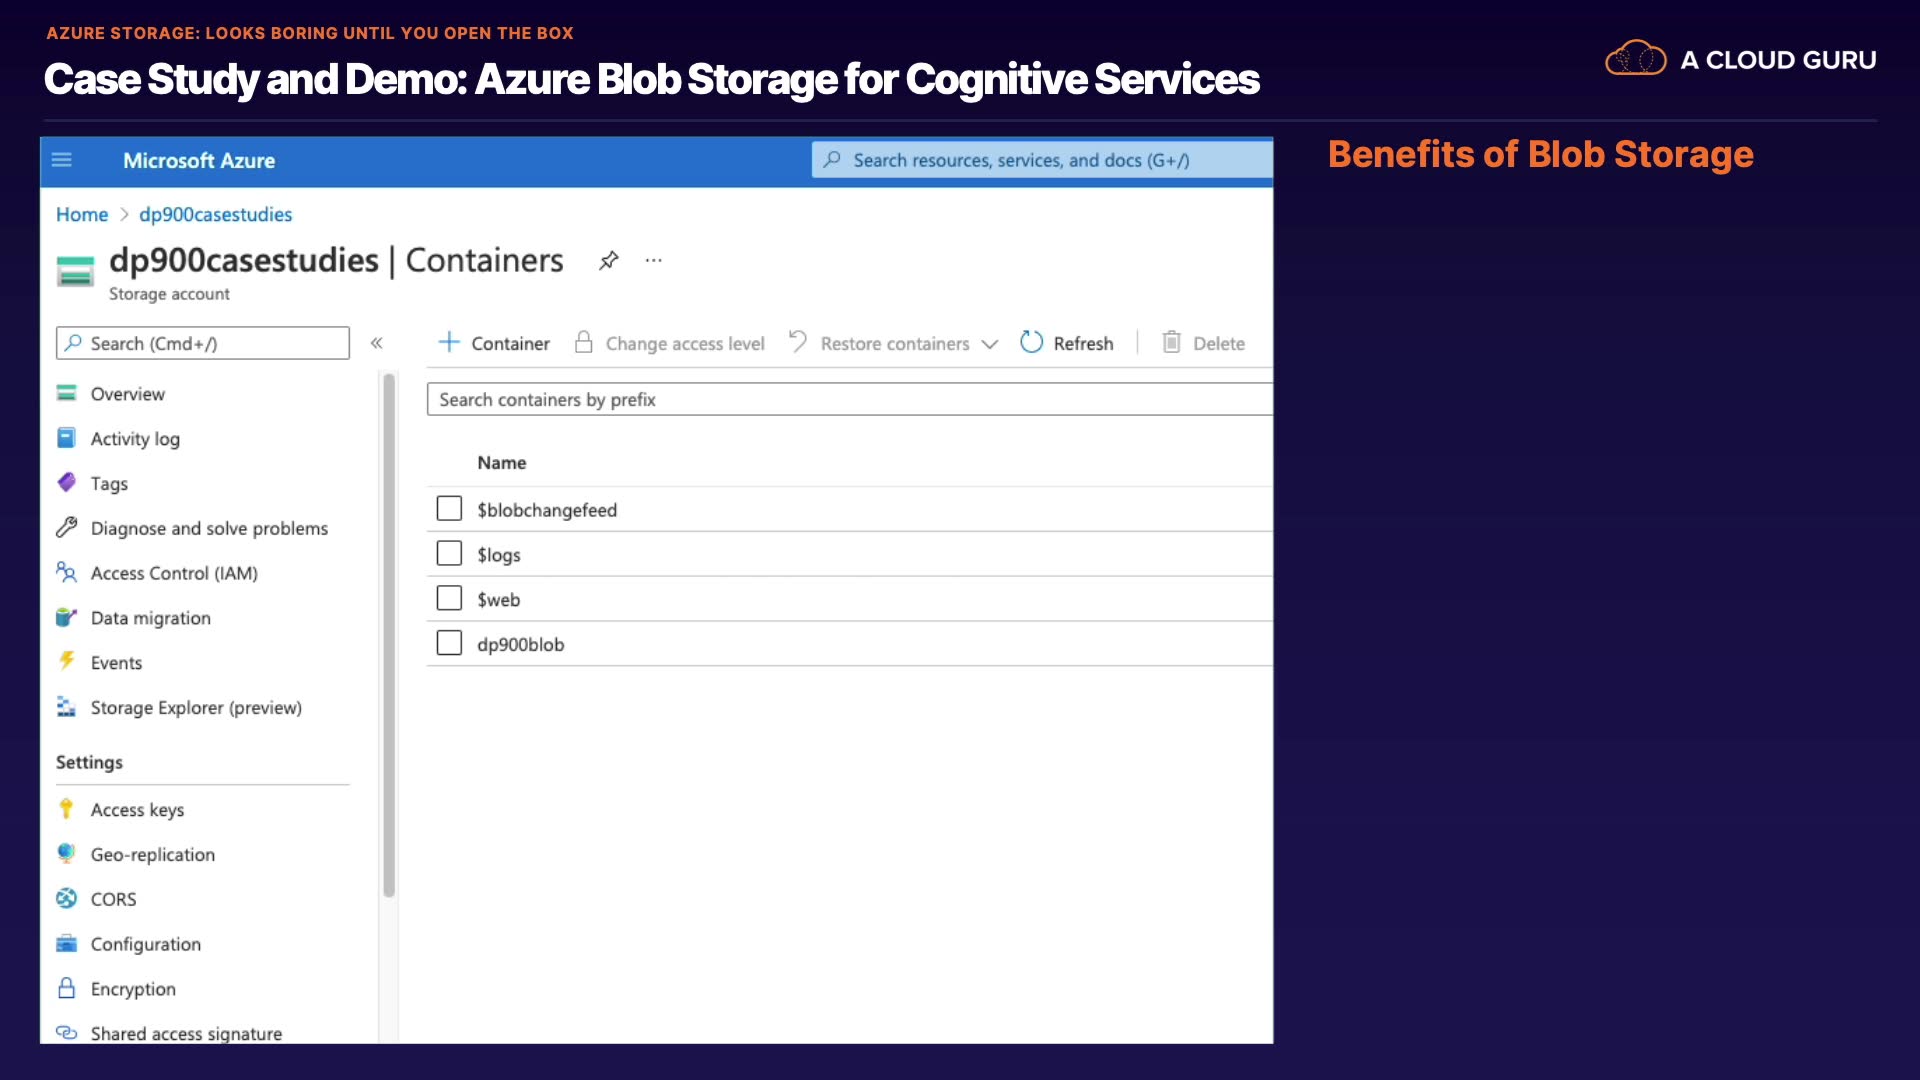 AZURE STORAGE: LOOKS BORING UNTIL YOU OPEN THE BOX
Case Study and Demo: Azure Blob Storage for Cognitive Services
A CLOUD GURU
Microsoft Azure
Search resources, services, and docs (G+/)
Benefits of Blob Storage
Home > dp900casestudies
dp900casestudies | Containers
Storage account
Search (Cmd+/)
Container
Change access level
Restore containers
Refresh
Delete
Search containers by prefix
Overview
Activity log
Tags
Diagnose and solve problems
Access Control (IAM)
Data migration
Events
Storage Explorer (preview)
Settings
Access keys
Geo-replication
CORS
Configuration
Encryption
Shared access signature
Name
$blobchangefeed
$logs
$web
dp900blob